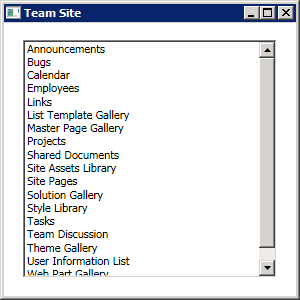 Team Site
Announcements
Bugs
Calendar
Employees
Links
List Template Gallery
Master Page Gallery
Projects
Shared Documents
Site Assets Library
Site Pages
Solution Gallery
Style Library
Tasks
Team Discussion
Theme Gallery
User Information List
Web Part Gallery